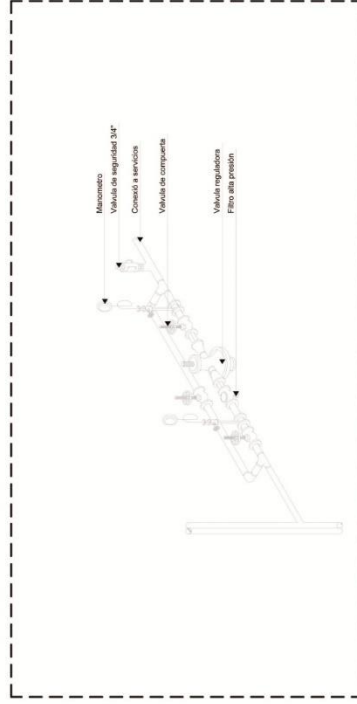 Manometro
Valvula de seguridad 3/4"
Conexió a servicios
Valvula de compuerta
Valvula reguladora
Filtro alta presión